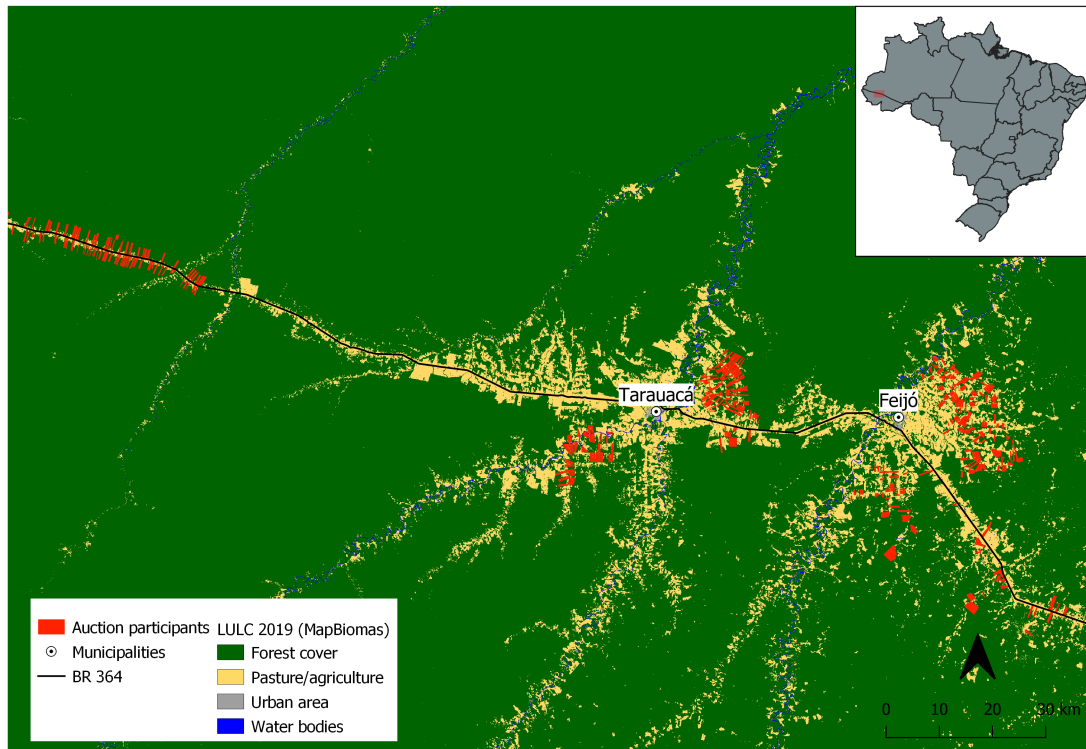 Tarauacá
Feijó
Auction participants
Municipalities
BR 364
LULC 2019 (MapBiomas)
Forest cover
Pasture/agriculture
Urban area
Water bodies
0 10 20 30 km